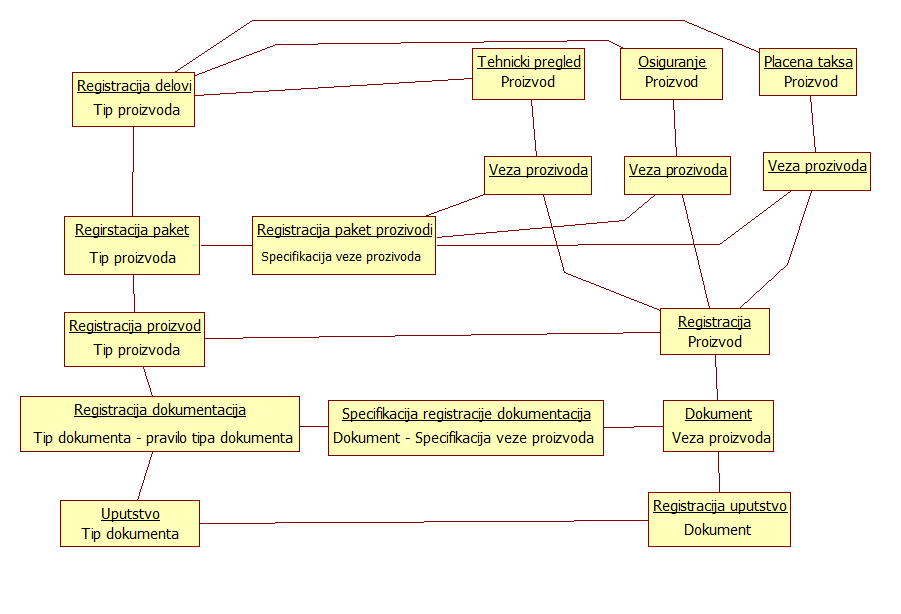 Tehnicki pregled
Proizvod
Osiguranje
Proizvod
Placena taksa
Proizvod
Registracija delovi
Tip proizvoda
Veza prozivoda
Veza prozivoda
Veza prozivoda
Regirstacija paket
Tip proizvoda
Registracija paket prozivodi
Specifikacija veze prozivoda
Registracija proizvod
Tip proizvoda
Registracija
Proizvod
Registracija dokumentacija
Tip dokumenta - pravilo tipa dokumenta
Specifikacija registracije dokumentacija
Dokument - Specifikacija veze proizvoda
Dokument
Veza proizvoda
Uputstvo
Tip dokumenta
Registracija uputstvo
Dokument